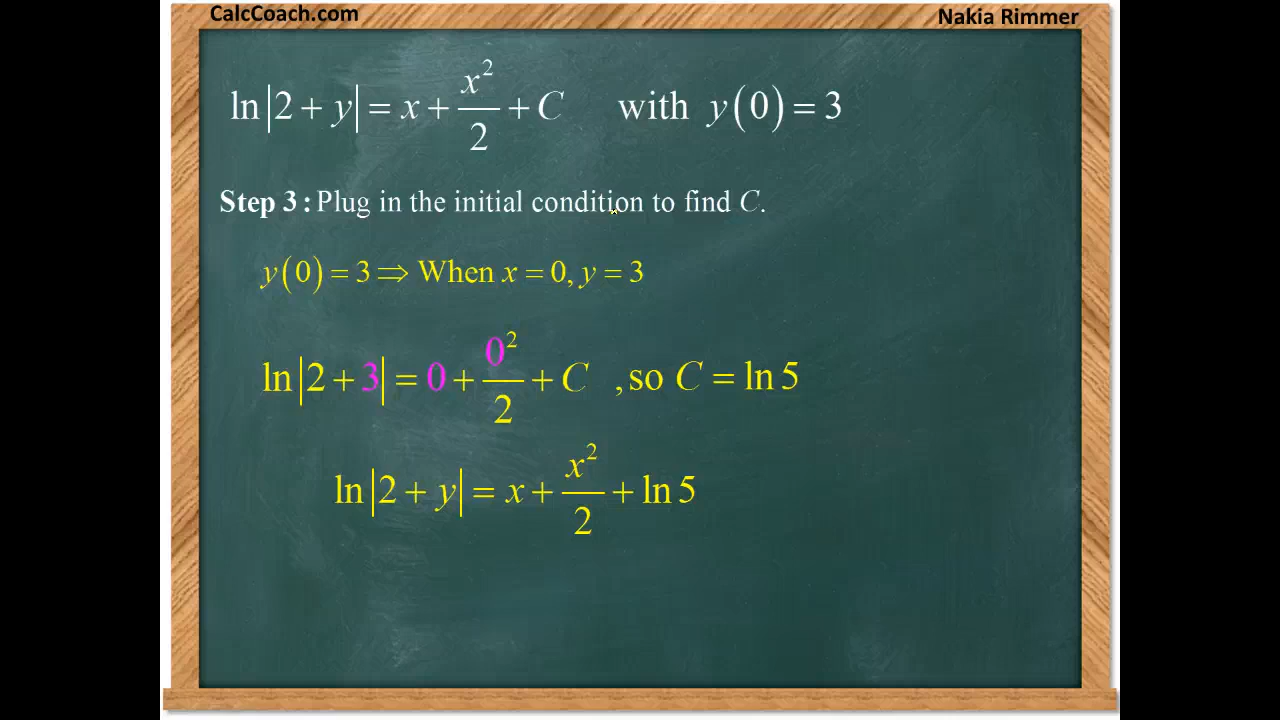 CalcCoach.com
Nakia Rimmer
ln|2 + y| = x + x²/2 + C with y(0) = 3
Step 3: Plug in the initial condition to find C.
y(0) = 3 ⇒ When x = 0, y = 3
ln|2 + 3| = 0 + 0²/2 + C , so C = ln 5
ln|2 + y| = x + x²/2 + ln 5